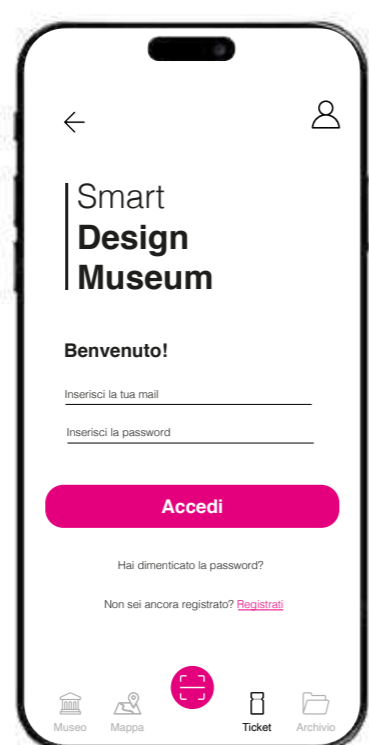 Smart
Design
Museum
Benvenuto!
Inserisci la tua mail
Inserisci la password
Accedi
Hai dimenticato la password?
Non sei ancora registrato? Registrati
Museo Mappa Ticket Archivio